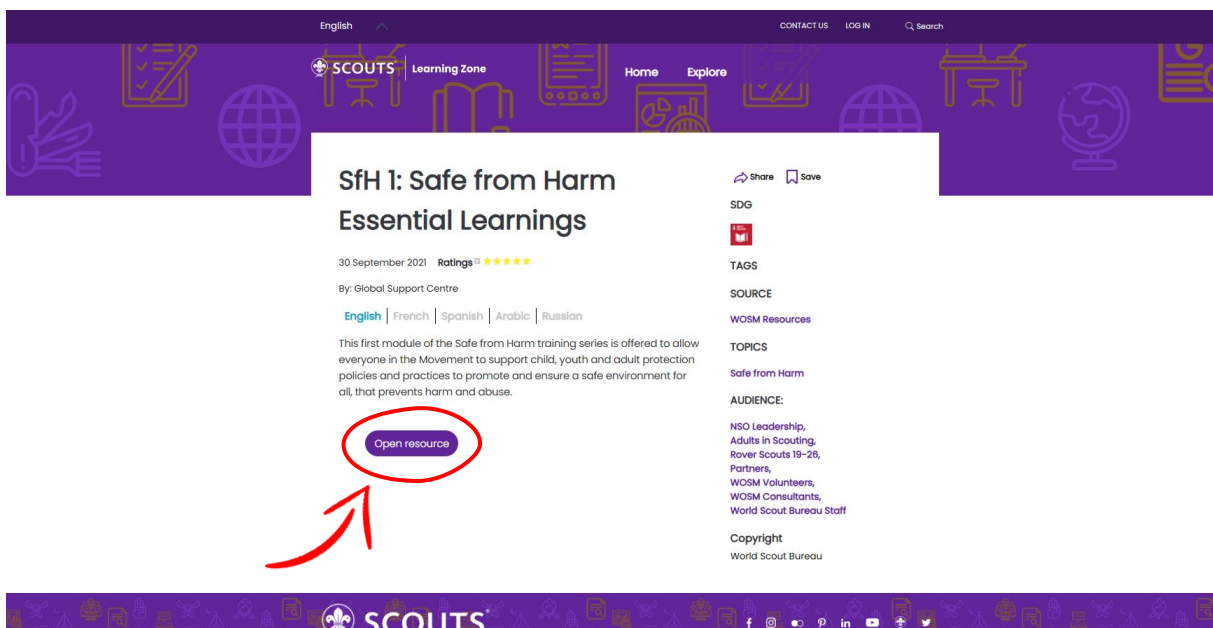 English
CONTACT US LOG IN Search
SCOUTS Learning Zone
Home Explore
SfH 1: Safe from Harm
Essential Learnings
30 September 2021 Ratings
By: Global Support Centre
English French Spanish Arabic Russian
This first module of the Safe from Harm training series is offered to allow
everyone in the Movement to support child, youth and adult protection
policies and practices to promote and ensure a safe environment for
all, that prevents harm and abuse.
Open resource
Share Save
SDG
TAGS
SOURCE
WOSM Resources
TOPICS
Safe from Harm
AUDIENCE:
NSO Leadership,
Adults in Scouting,
Rover Scouts 19-26,
Partners,
WOSM Volunteers,
WOSM Consultants,
World Scout Bureau Staff
Copyright
World Scout Bureau
SCOUTS